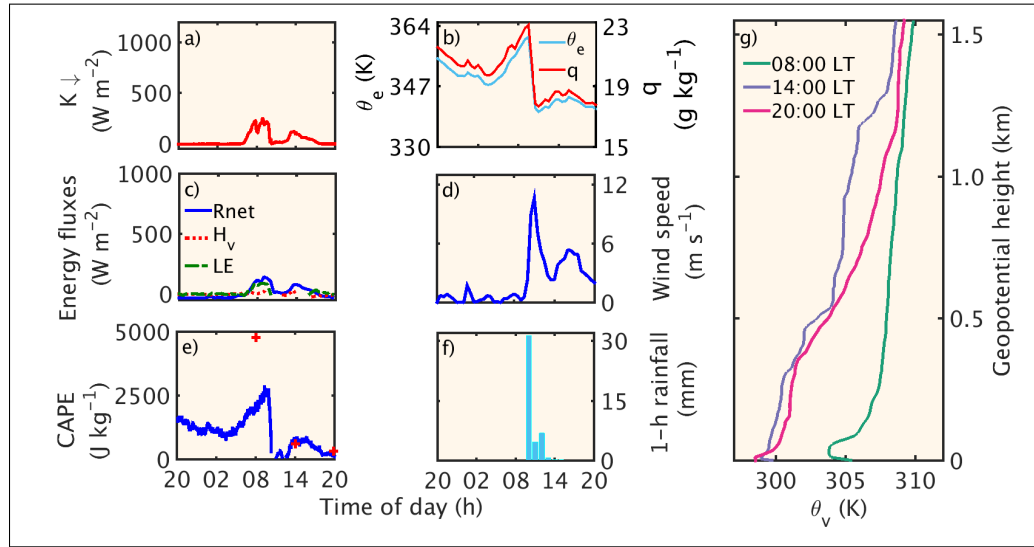 a)
1200
1000
500
0
K ↓
(W m−2)
b)
364
347
330
θe (K)
θe
q
23
19
15
q
(g kg−1)
c)
1000
500
0
Energy fluxes
(W m−2)
Rnet
Hv
LE
d)
12
6
0
Wind speed
(m s−1)
e)
5000
2500
0
CAPE
(J kg−1)
20 02 08 14 20
f)
30
15
0
1−h rainfall
(mm)
20 02 08 14 20
Time of day (h)
g)
08:00 LT
14:00 LT
20:00 LT
1.5
1.0
0.5
0
Geopotential height (km)
300 305 310
θv (K)